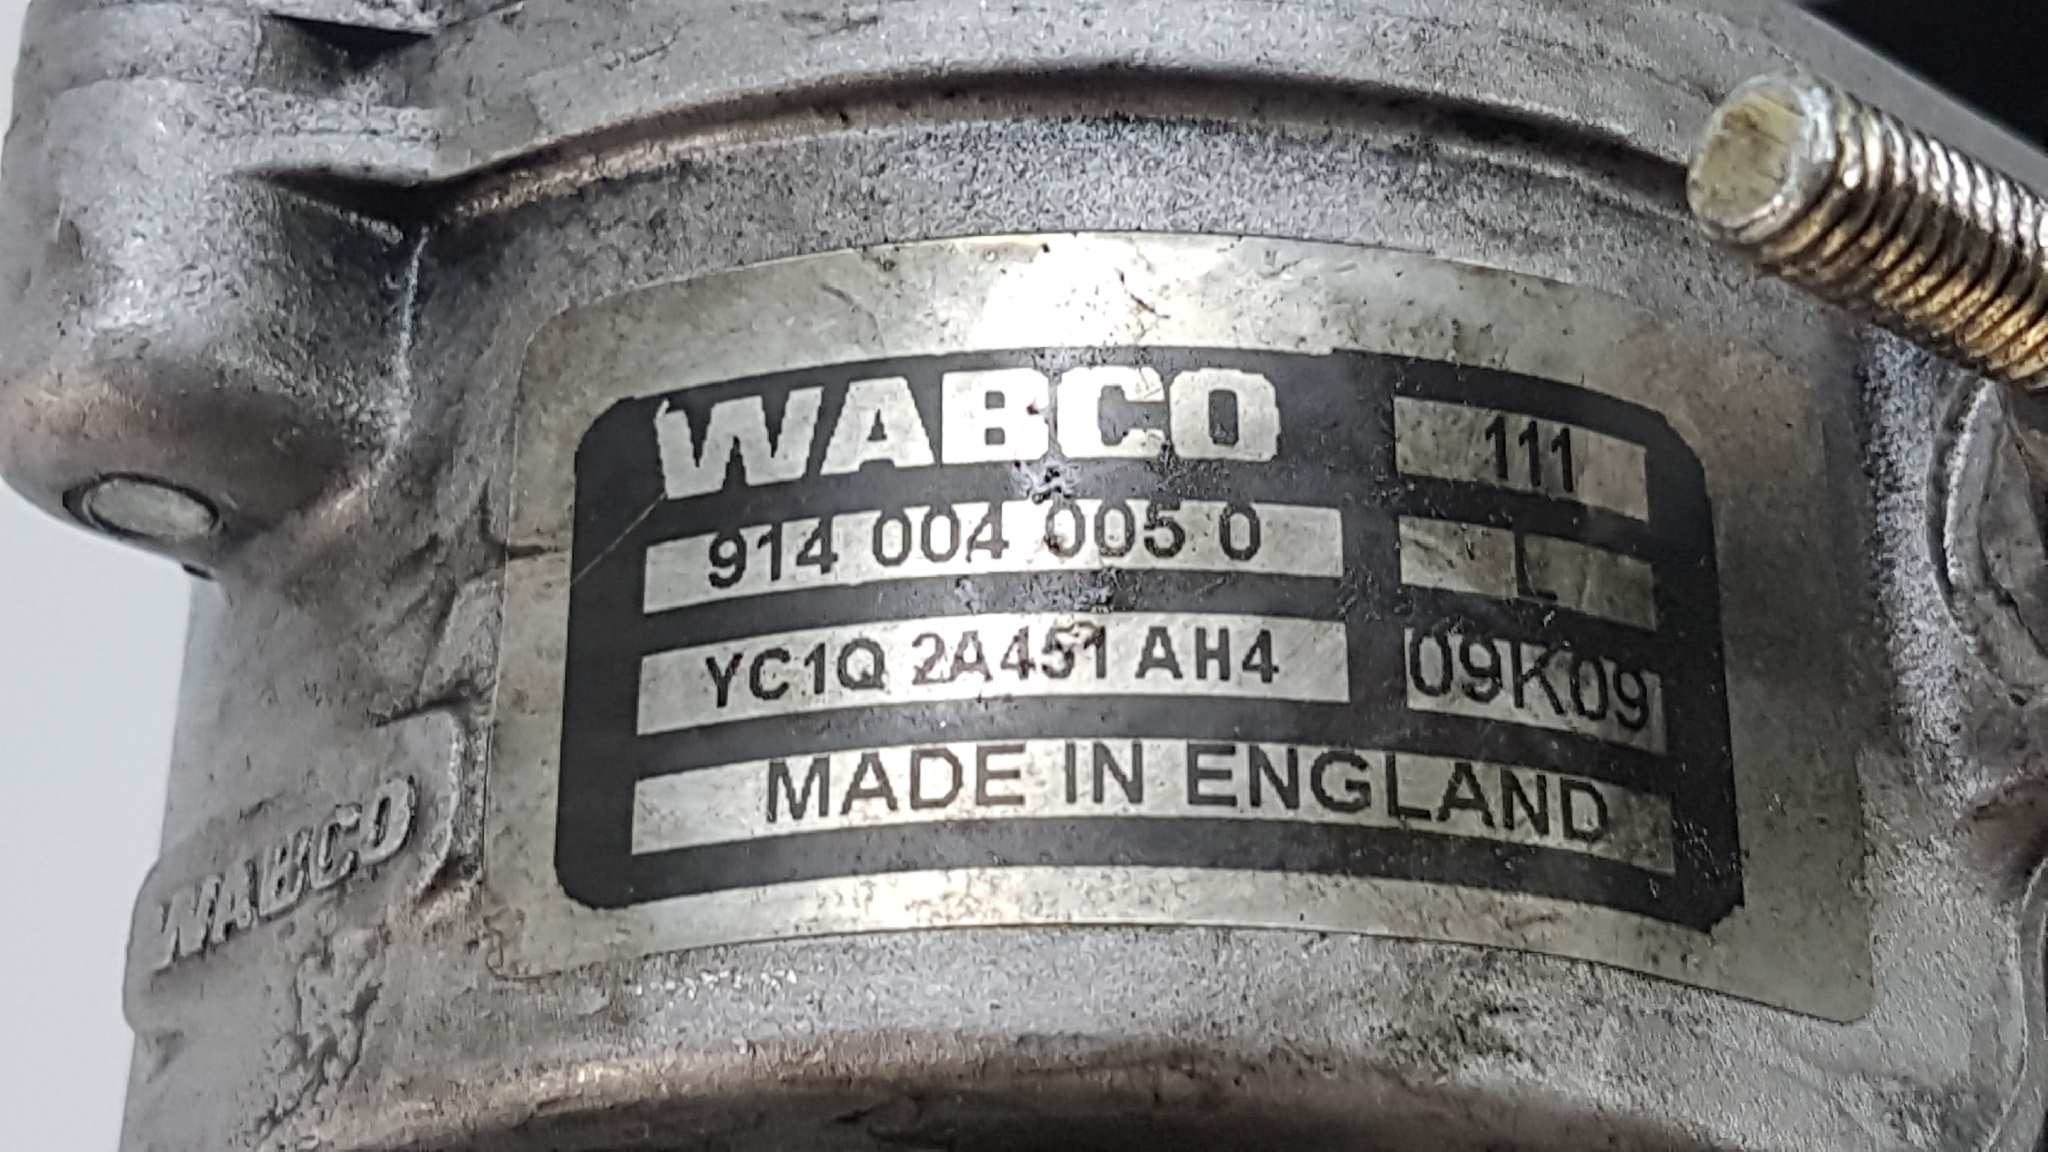 WABCO 111
914 004 005 0 L
YC1Q 2A451 AH4 09K09
MADE IN ENGLAND
WABCO